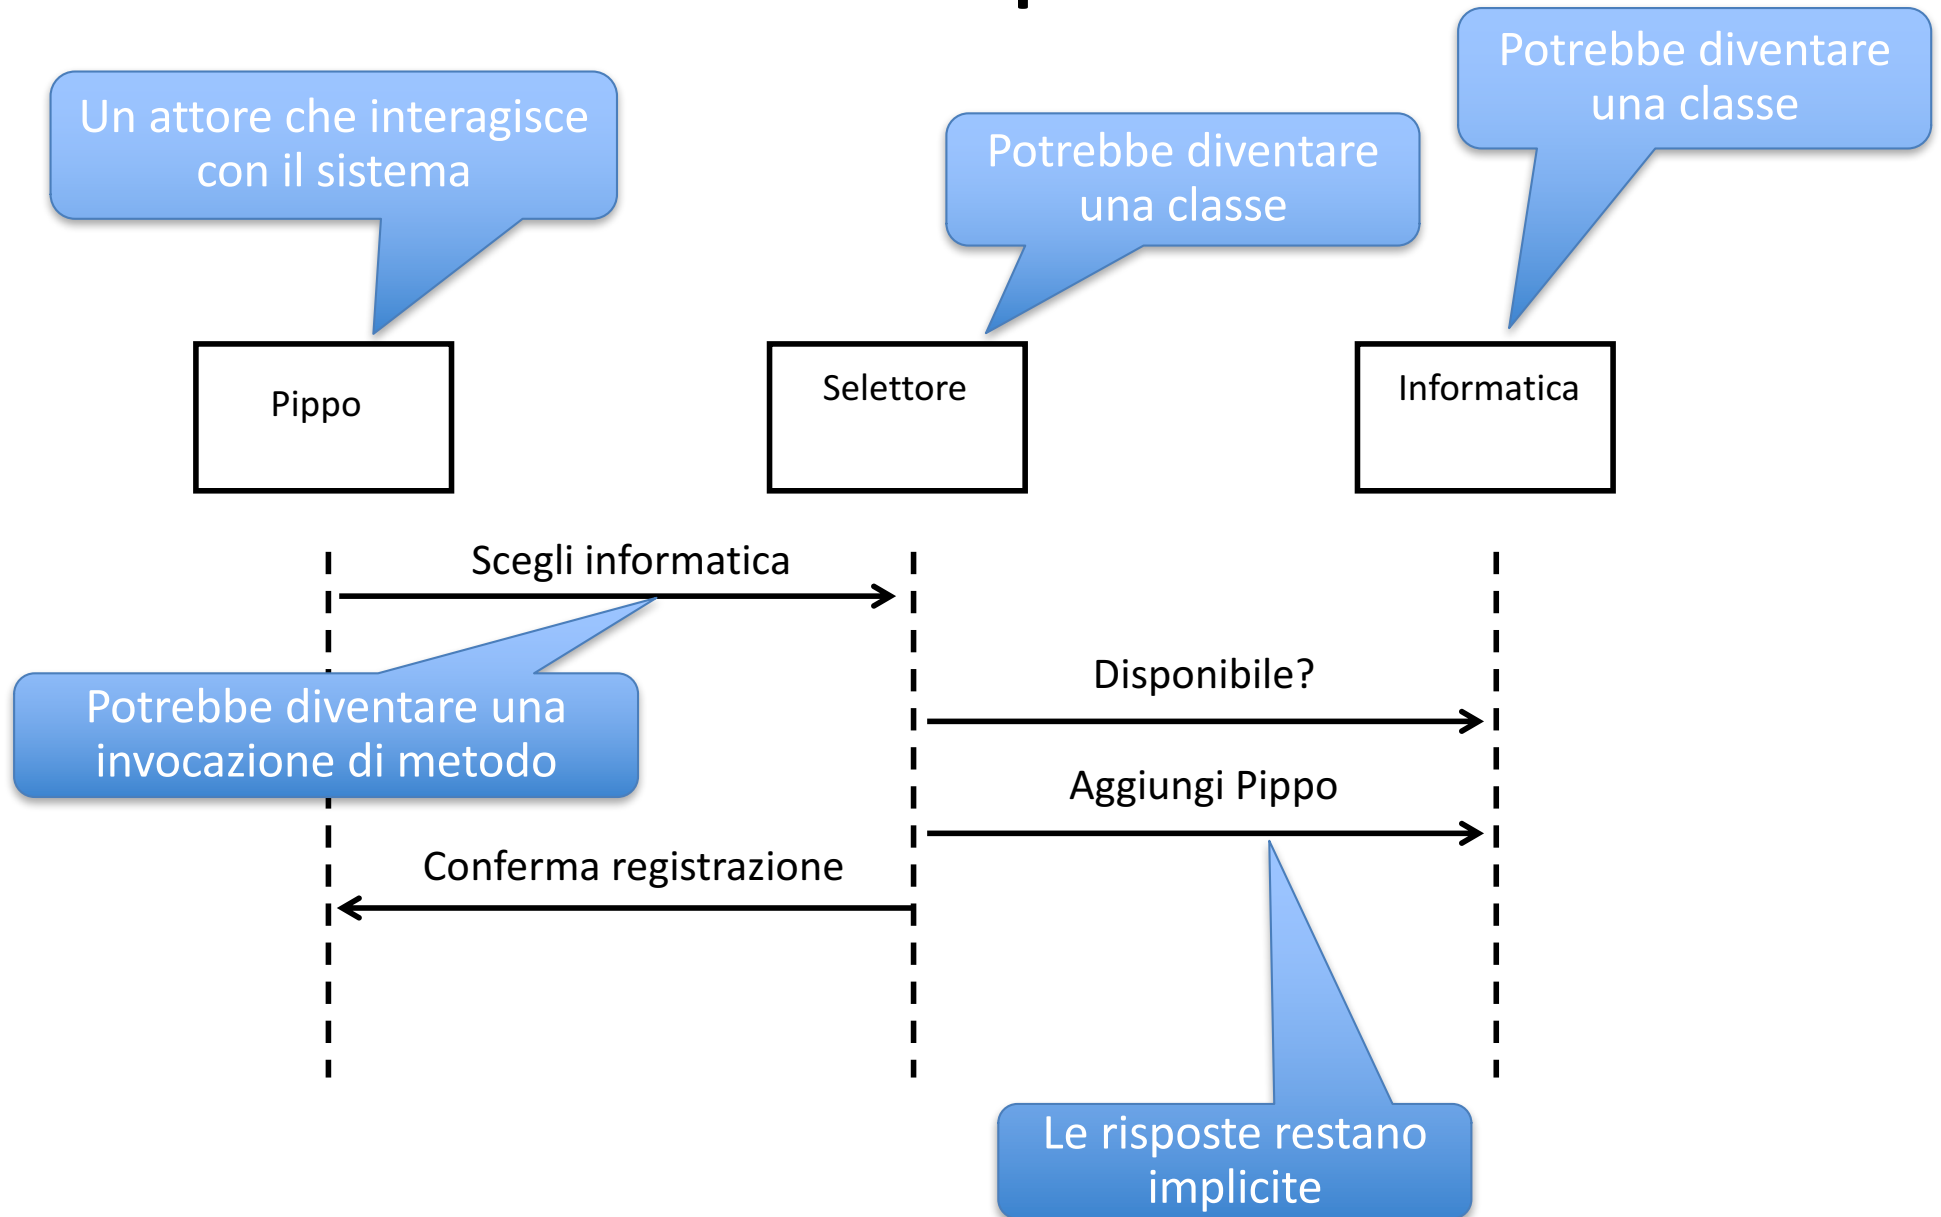 Potrebbe diventare
una classe
Un attore che interagisce
con il sistema
Potrebbe diventare
una classe
Pippo
Selettore
Informatica
Scegli informatica
Disponibile?
Potrebbe diventare una
invocazione di metodo
Aggiungi Pippo
Conferma registrazione
Le risposte restano
implicite